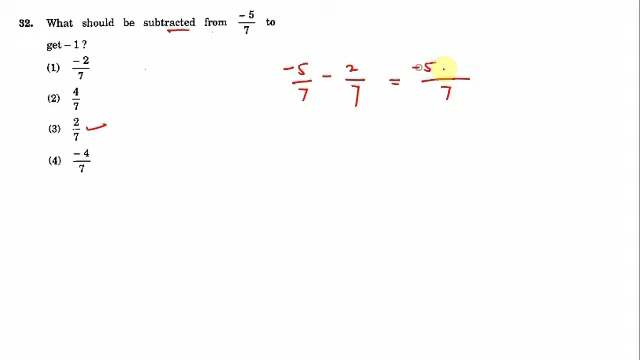 32. What should be subtracted from -5/7 to
get -1 ?
(1) -2/7
(2) 4/7
(3) 2/7 ✓
(4) -4/7
-5/7 - 2/7 = -5/7